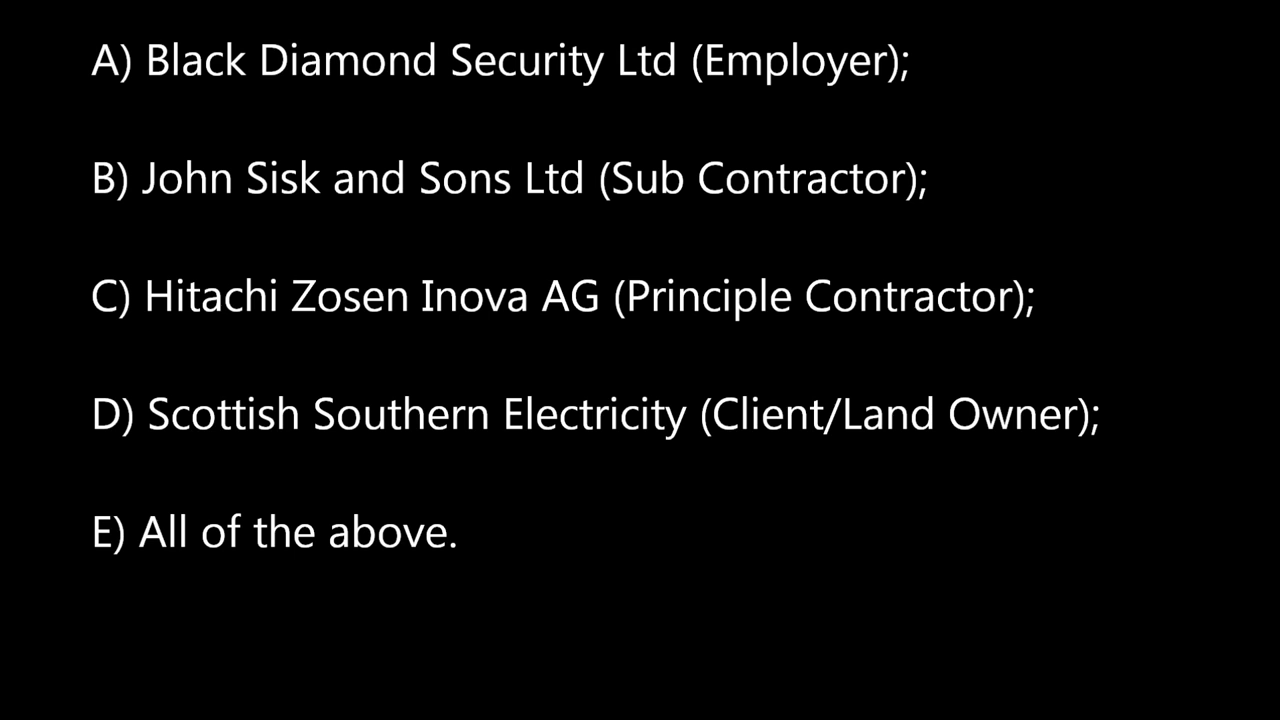 A) Black Diamond Security Ltd (Employer);
B) John Sisk and Sons Ltd (Sub Contractor);
C) Hitachi Zosen Inova AG (Principle Contractor);
D) Scottish Southern Electricity (Client/Land Owner);
E) All of the above.